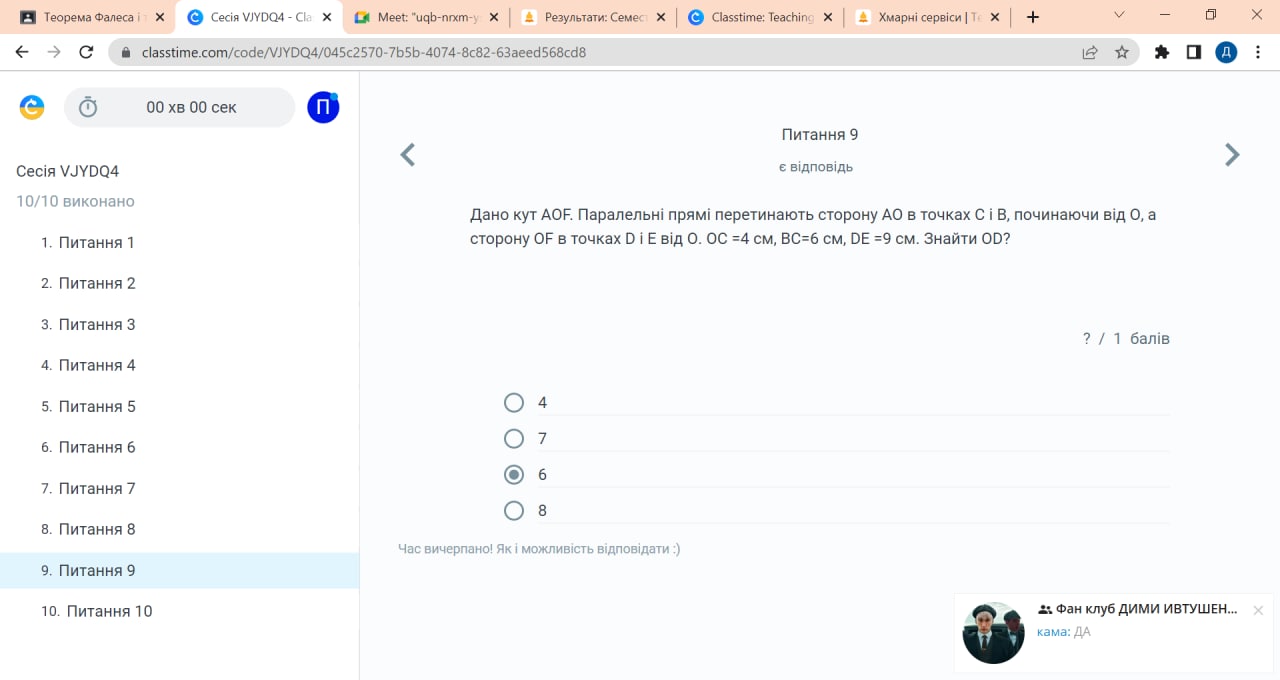 Теорема Фалеса і т
Сесія VJYDQ4 - Cla
Meet: "uqb-nrxm-y
Результати: Семест
Classtime: Teaching
Хмарні сервіси | Те
classtime.com/code/VJYDQ4/045c2570-7b5b-4074-8c82-63aeed568cd8
Д
00 хв 00 сек
П
Сесія VJYDQ4
10/10 виконано
1. Питання 1
2. Питання 2
3. Питання 3
4. Питання 4
5. Питання 5
6. Питання 6
7. Питання 7
8. Питання 8
9. Питання 9
10. Питання 10
Питання 9
є відповідь
Дано кут AOF. Паралельні прямі перетинають сторону АО в точках С і В, починаючи від О, а
сторону OF в точках D і Е від О. ОС =4 см, ВС=6 см, DE =9 см. Знайти OD?
? / 1 балів
4
7
6
8
Час вичерпано! Як і можливість відповідати :)
Фан клуб ДИМИ ИВТУШЕН...
кама: ДА